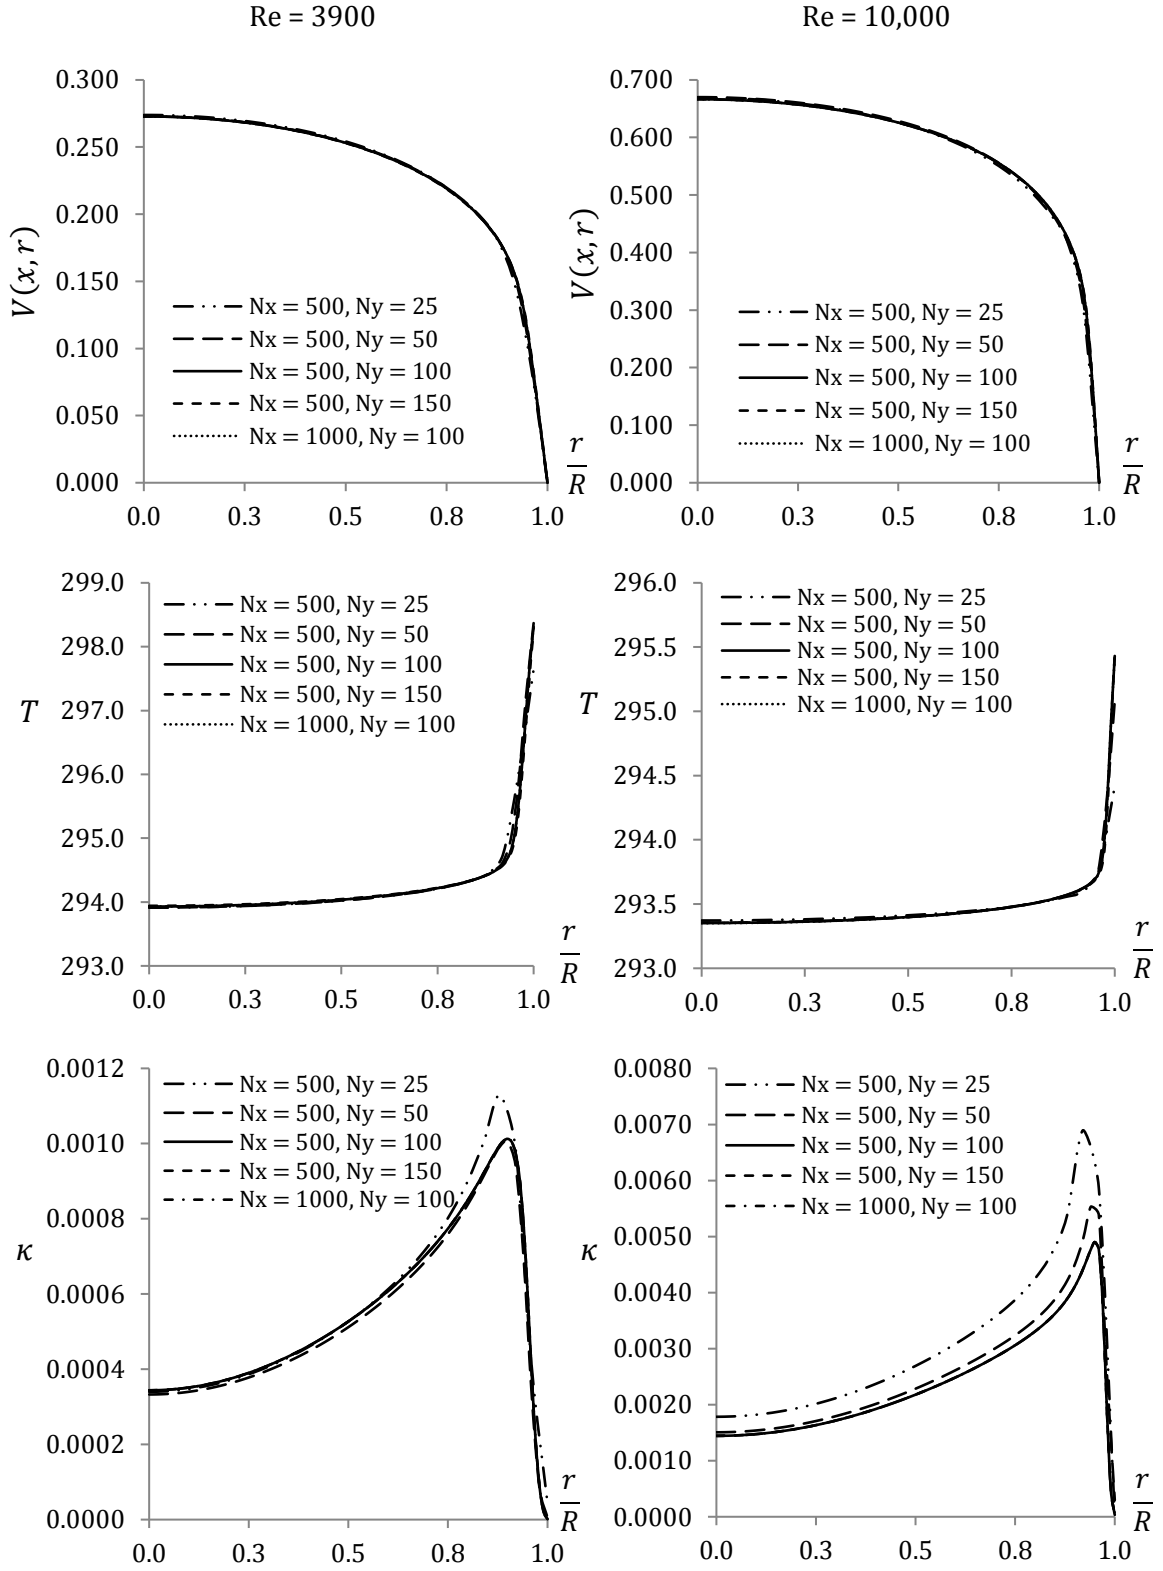 Re = 3900
Re = 10,000
0.300
0.250
0.200
0.150
0.100
0.050
0.000
V(x,r)
Nx = 500, Ny = 25
Nx = 500, Ny = 50
Nx = 500, Ny = 100
Nx = 500, Ny = 150
Nx = 1000, Ny = 100
r
R
0.0
0.3
0.5
0.8
1.0
0.700
0.600
0.500
0.400
0.300
0.200
0.100
0.000
V(x,r)
Nx = 500, Ny = 25
Nx = 500, Ny = 50
Nx = 500, Ny = 100
Nx = 500, Ny = 150
Nx = 1000, Ny = 100
r
R
0.0
0.3
0.5
0.8
1.0
299.0
298.0
297.0
296.0
295.0
294.0
293.0
T
Nx = 500, Ny = 25
Nx = 500, Ny = 50
Nx = 500, Ny = 100
Nx = 500, Ny = 150
Nx = 1000, Ny = 100
r
R
0.0
0.3
0.5
0.8
1.0
296.0
295.5
295.0
294.5
294.0
293.5
293.0
T
Nx = 500, Ny = 25
Nx = 500, Ny = 50
Nx = 500, Ny = 100
Nx = 500, Ny = 150
Nx = 1000, Ny = 100
r
R
0.0
0.3
0.5
0.8
1.0
0.0012
0.0010
0.0008
0.0006
0.0004
0.0002
0.0000
κ
Nx = 500, Ny = 25
Nx = 500, Ny = 50
Nx = 500, Ny = 100
Nx = 500, Ny = 150
Nx = 1000, Ny = 100
r
R
0.0
0.3
0.5
0.8
1.0
0.0080
0.0070
0.0060
0.0050
0.0040
0.0030
0.0020
0.0010
0.0000
κ
Nx = 500, Ny = 25
Nx = 500, Ny = 50
Nx = 500, Ny = 100
Nx = 500, Ny = 150
Nx = 1000, Ny = 100
r
R
0.0
0.3
0.5
0.8
1.0